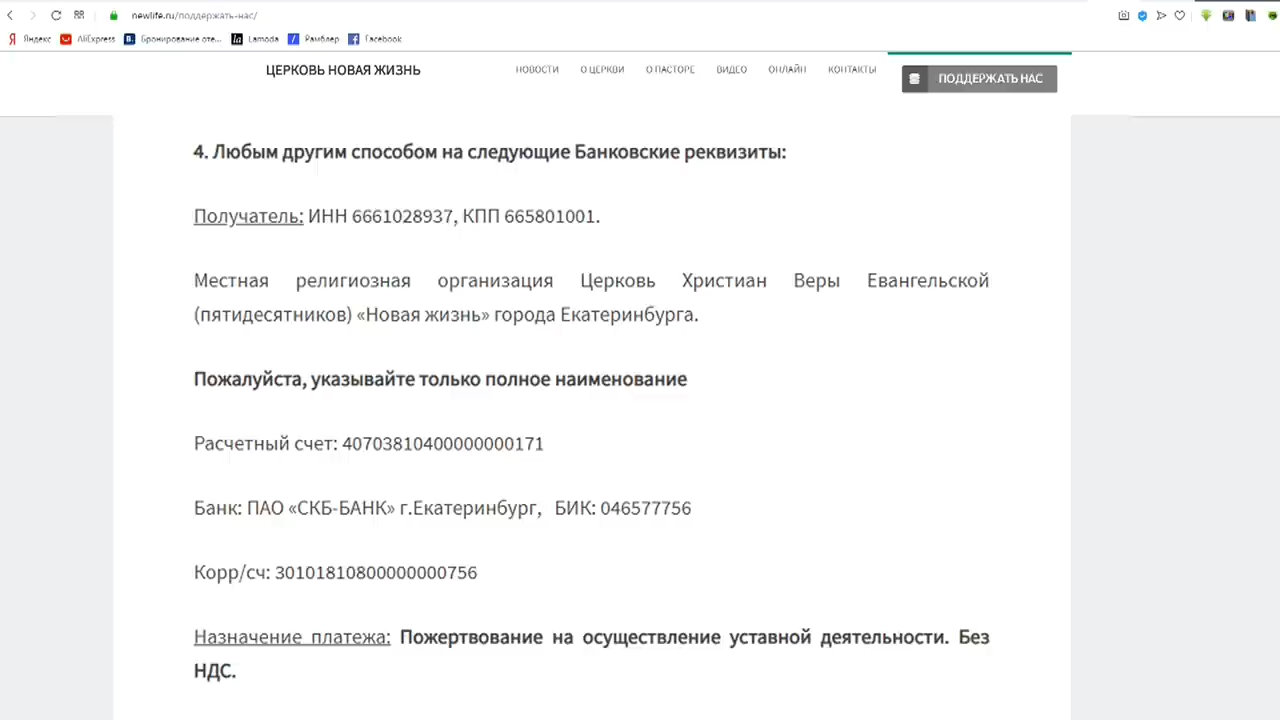 newlife.ru/поддержать-нас/
Яндекс AliExpress Бронирование оте... Lamoda Рамблер Facebook
ЦЕРКОВЬ НОВАЯ ЖИЗНЬ НОВОСТИ О ЦЕРКВИ О ПАСТОРЕ ВИДЕО ОНЛАЙН КОНТАКТЫ ПОДДЕРЖАТЬ НАС
4. Любым другим способом на следующие Банковские реквизиты:
Получатель: ИНН 6661028937, КПП 665801001.
Местная религиозная организация Церковь Христиан Веры Евангельской
(пятидесятников) «Новая жизнь» города Екатеринбурга.
Пожалуйста, указывайте только полное наименование
Расчетный счет: 40703810400000000171
Банк: ПАО «СКБ-БАНК» г.Екатеринбург, БИК: 046577756
Корр/сч: 30101810800000000756
Назначение платежа: Пожертвование на осуществление уставной деятельности. Без
НДС.